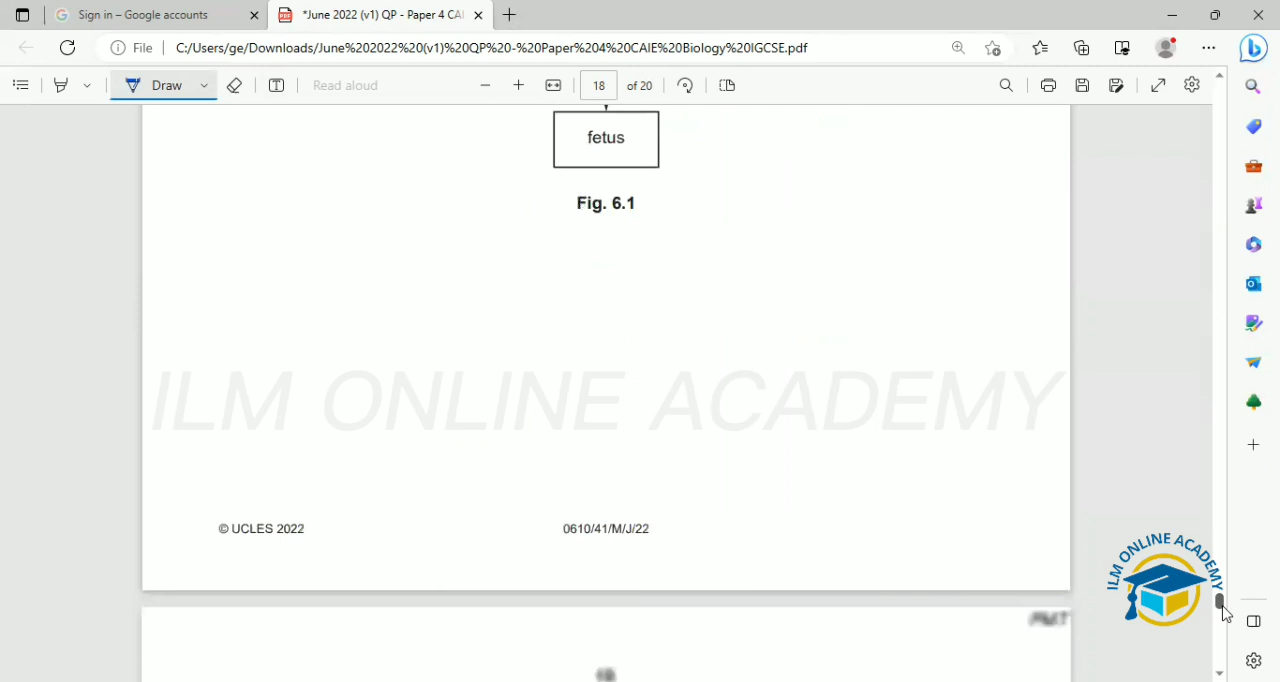 Sign in – Google accounts
*June 2022 (v1) QP - Paper 4 CAI
File
C:/Users/ge/Downloads/June%202022%20(v1)%20QP%20-%20Paper%204%20CAIE%20Biology%20IGCSE.pdf
Draw
Read aloud
18 of 20
fetus
Fig. 6.1
ILM ONLINE ACADEMY
© UCLES 2022
0610/41/M/J/22
ILM ONLINE ACADEMY